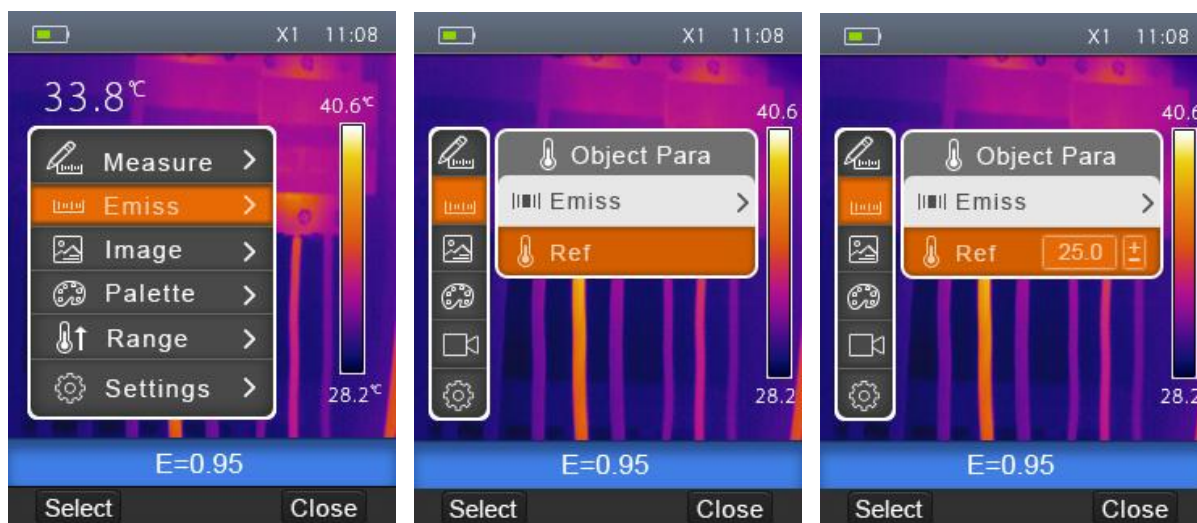 X1 11:08
33.8℃
40.6℃
Measure >
Emiss >
Image >
Palette >
Range >
Settings >
28.2℃
E=0.95
Select Close
X1 11:08
40.6
Object Para
Emiss >
Ref
28.2
E=0.95
Select Close
X1 11:08
40.6
Object Para
Emiss >
Ref 25.0 ±
28.2
E=0.95
Select Close